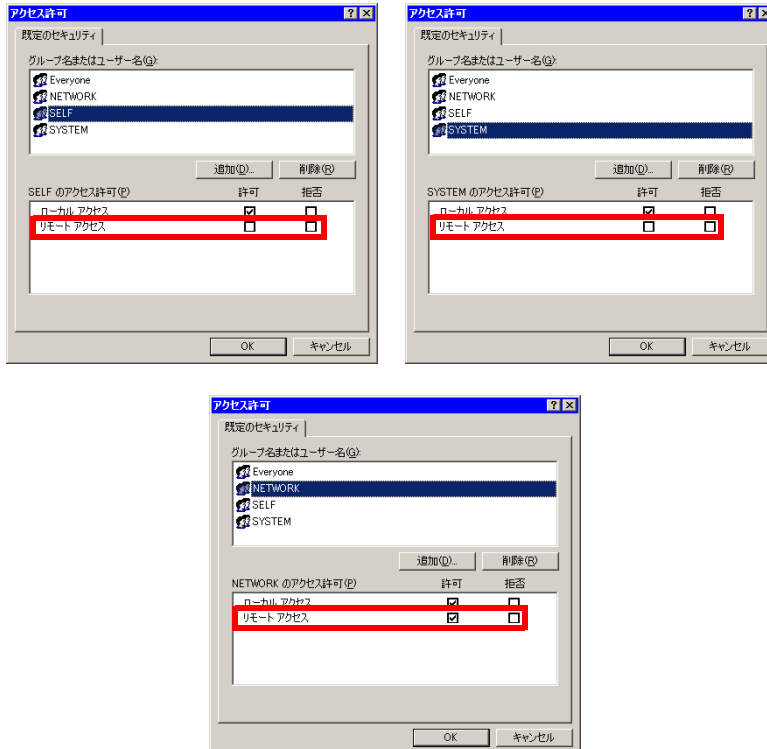 アクセス許可
既定のセキュリティ
グループ名またはユーザー名(G):
Everyone
NETWORK
SELF
SYSTEM
追加(D)... 削除(R)
SELF のアクセス許可(P) 許可 拒否
ローカル アクセス
リモート アクセス
OK キャンセル
アクセス許可
既定のセキュリティ
グループ名またはユーザー名(G):
Everyone
NETWORK
SELF
SYSTEM
追加(D)... 削除(R)
SYSTEM のアクセス許可(P) 許可 拒否
ローカル アクセス
リモート アクセス
OK キャンセル
アクセス許可
既定のセキュリティ
グループ名またはユーザー名(G):
Everyone
NETWORK
SELF
SYSTEM
追加(D)... 削除(R)
NETWORK のアクセス許可(P) 許可 拒否
ローカル アクセス
リモート アクセス
OK キャンセル